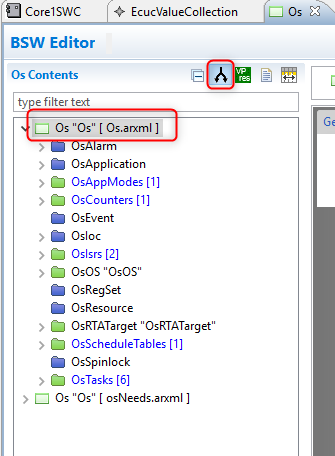 Core1SWC EcucValueCollection Os
BSW Editor
Os Contents
VP res
type filter text
Os "Os" [ Os.arxml ]
OsAlarm
OsApplication
OsAppModes [1]
OsCounters [1]
OsEvent
OsIoc
OsIsrs [2]
OsOS "OsOS"
OsRegSet
OsResource
OsRTATarget "OsRTATarget"
OsScheduleTables [1]
OsSpinlock
OsTasks [6]
Os "Os" [ osNeeds.arxml ]